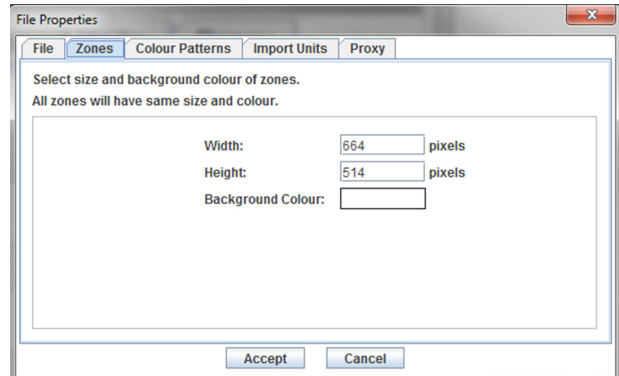 File Properties
File Zones Colour Patterns Import Units Proxy
Select size and background colour of zones.
All zones will have same size and colour.
Width: 664 pixels
Height: 514 pixels
Background Colour:
Accept Cancel